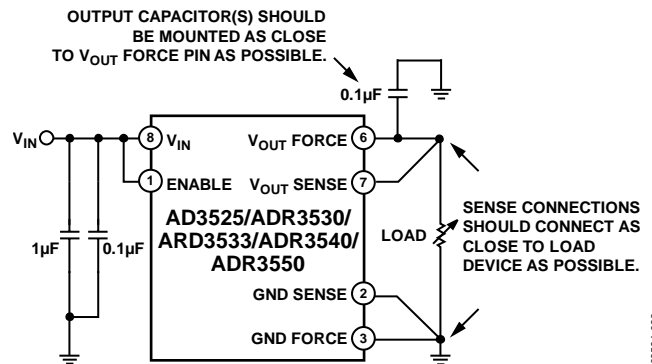 OUTPUT CAPACITOR(S) SHOULD
BE MOUNTED AS CLOSE
TO VOUT FORCE PIN AS POSSIBLE.
0.1µF
VIN
8
VIN
VOUT FORCE
6
1
ENABLE
VOUT SENSE
7
AD3525/ADR3530/
ARD3533/ADR3540/
ADR3550
1µF
0.1µF
LOAD
SENSE CONNECTIONS
SHOULD CONNECT AS
CLOSE TO LOAD
DEVICE AS POSSIBLE.
GND SENSE
2
GND FORCE
3